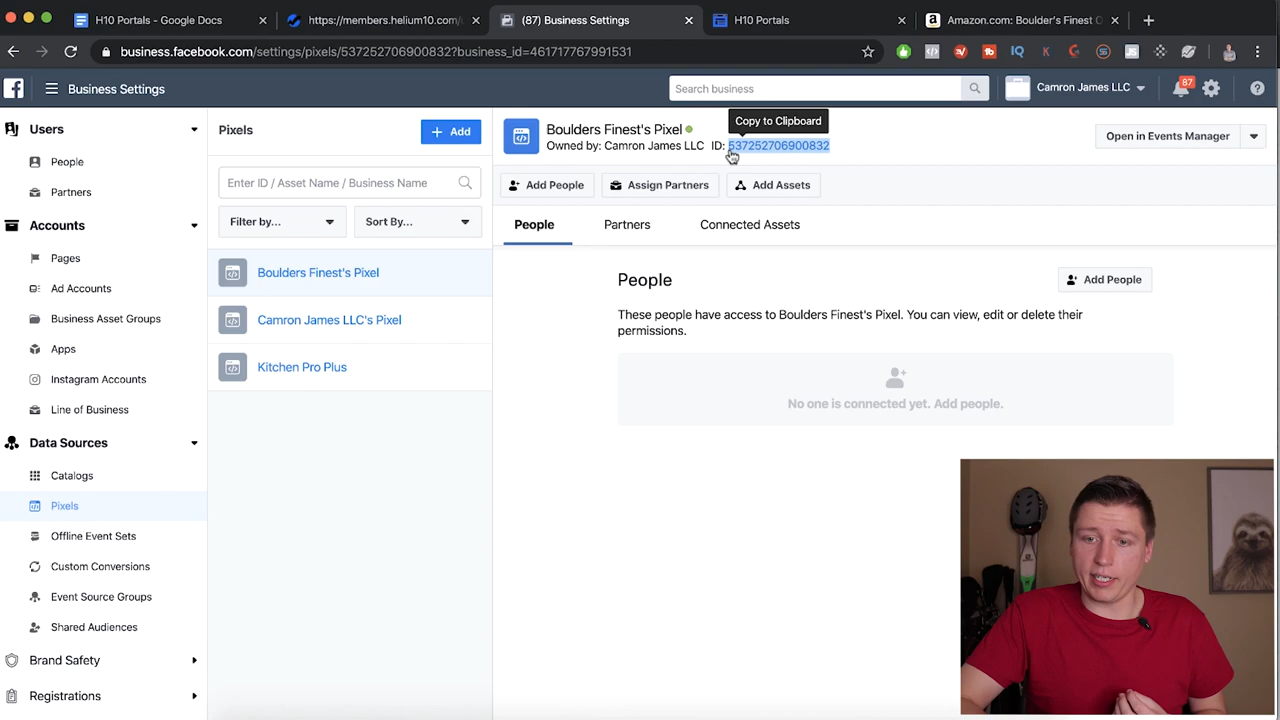 H10 Portals - Google Docs
https://members.helium10.com/
(87) Business Settings
H10 Portals
Amazon.com: Boulder's Finest O
business.facebook.com/settings/pixels/537252706900832?business_id=461717767991531
Business Settings
Search business
Camron James LLC
87
Users
People
Partners
Accounts
Pages
Ad Accounts
Business Asset Groups
Apps
Instagram Accounts
Line of Business
Data Sources
Catalogs
Pixels
Offline Event Sets
Custom Conversions
Event Source Groups
Shared Audiences
Brand Safety
Registrations
Pixels
+ Add
Enter ID / Asset Name / Business Name
Filter by...
Sort By...
Boulders Finest's Pixel
Camron James LLC's Pixel
Kitchen Pro Plus
Copy to Clipboard
Boulders Finest's Pixel
Owned by: Camron James LLC ID: 537252706900832
Open in Events Manager
Add People
Assign Partners
Add Assets
People
Partners
Connected Assets
People
Add People
These people have access to Boulders Finest's Pixel. You can view, edit or delete their
permissions.
No one is connected yet. Add people.